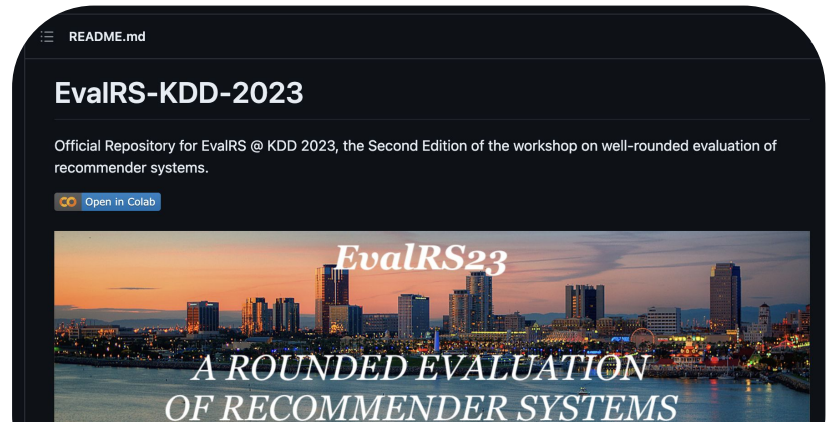 README.md
EvalRS-KDD-2023
Official Repository for EvalRS @ KDD 2023, the Second Edition of the workshop on well-rounded evaluation of
recommender systems.
Open in Colab
EvalRS23
A ROUNDED EVALUATION
OF RECOMMENDER SYSTEMS